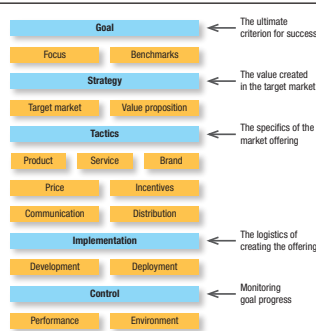 Goal
The ultimate
criterion for success
Focus Benchmarks
Strategy
The value created
in the target market
Target market Value proposition
Tactics
The specifics of the
market offering
Product Service Brand
Price Incentives
Communication Distribution
Implementation
The logistics of
creating the offering
Development Deployment
Control
Monitoring
goal progress
Performance Environment